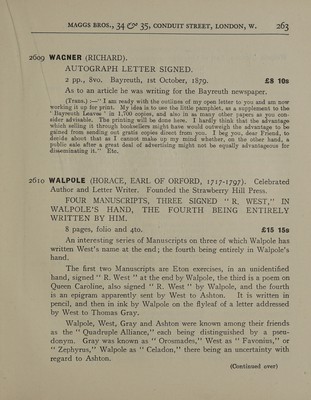 MAGGS BROS., 34 & 35, CONDUIT STREET, LONDON, W. 263
2609 WAGNER (RICHARD).
AUTOGRAPH LETTER SIGNED.
2 pp., 8vo. Bayreuth, 1st October, 1879. £8 10s
As to an article he was writing for the Bayreuth newspaper.
(Trans.) :—" I am ready with the outlines of my open letter to you and am now
working it up for print. My idea is to use the little pamphlet, as a supplement to the
' Bayreuth Leaves ' in 1,700 copies, and also in as many other papers as you con-
sider advisable. The printing will be done here. I hardly think that the advantage
which selling it through booksellers might have would outweigh the advantage to be
gained from sending out gratis copies direct from you. I beg you, dear Friend, to
decide about that as I cannot make up my mind whether, on the other hand, a
public sale after a great deal of advertising might not be equally advantageous for
disseminating it." Etc.
2610 WALPOLE (HORACE, EARL OF ORFORD, 1717-1797). Celebrated
Author and Letter Writer. Founded the Strawberry Hill Press.
FOUR MANUSCRIPTS, THREE SIGNED " R. WEST," IN
WALPOLE'S HAND, THE FOURTH BEING ENTIRELY
WRITTEN BY HIM.
8 pages, folio and 4to. £15 15s
An interesting series of Manuscripts on three of which Walpole has
written West's name at the end; the fourth being entirely in Walpole's
hand.
The first two Manuscripts are Eton exercises, in an unidentified
hand, signed " R. West " at the end by Walpole, the third is a poem on
Queen Caroline, also signed " R. West " by Walpole, and the fourth
is an epigram apparently sent by West to Ashton. It is written in
pencil, and then in ink by Walpole on the flyleaf of a letter addressed
by West to Thomas Gray.
Walpole, West, Gray and Ashton were known among their friends
as the " Quadruple Alliance," each being distinguished by a pseu-
donym. Gray was known as " Orosmades," West as " Favonius," or
" Zephyrus," Walpole as " Celadon," there being an uncertainty with
regard to Ashton.
(Continued over)